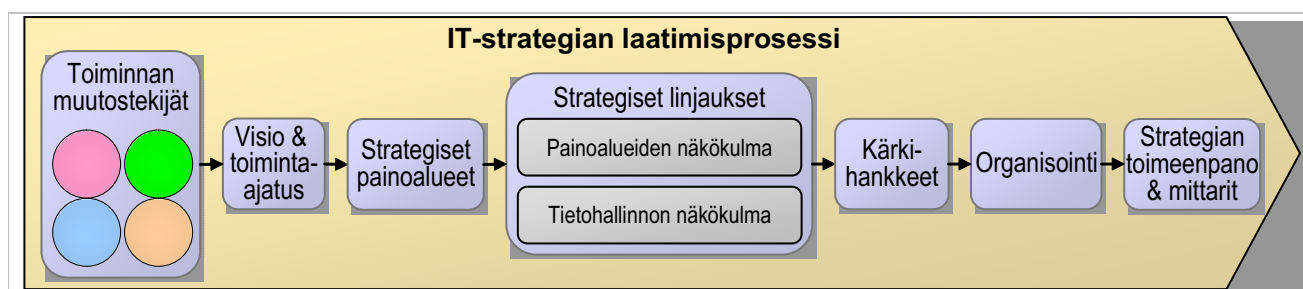 IT-strategian laatimisprosessi
Toiminnan
muutostekijät
Visio &
toiminta-
ajatus
Strategiset
painoalueet
Strategiset linjaukset
Painoalueiden näkökulma
Tietohallinnon näkökulma
Kärki-
hankkeet
Organisointi
Strategian
toimeenpano
& mittarit